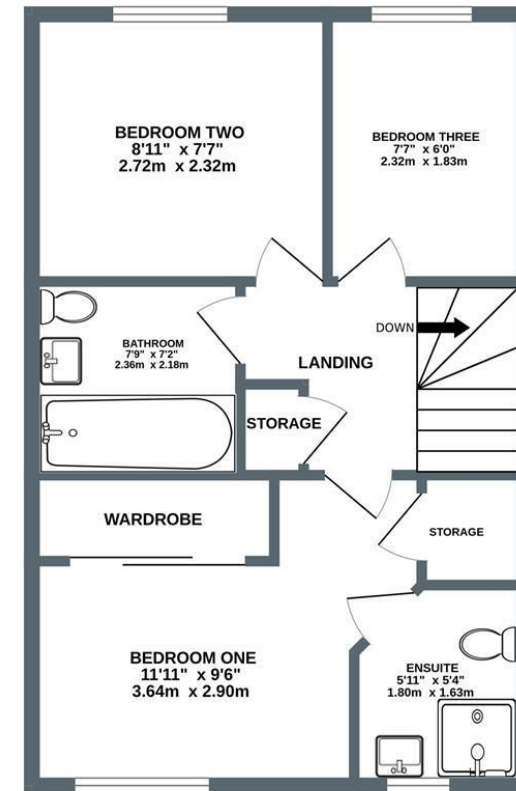 BEDROOM TWO
8'11" x 7'7"
2.72m x 2.32m
BEDROOM THREE
7'7" x 6'0"
2.32m x 1.83m
BATHROOM
7'9" x 7'2"
2.36m x 2.18m
DOWN
LANDING
STORAGE
WARDROBE
STORAGE
BEDROOM ONE
11'11" x 9'6"
3.64m x 2.90m
ENSUITE
5'11" x 5'4"
1.80m x 1.63m